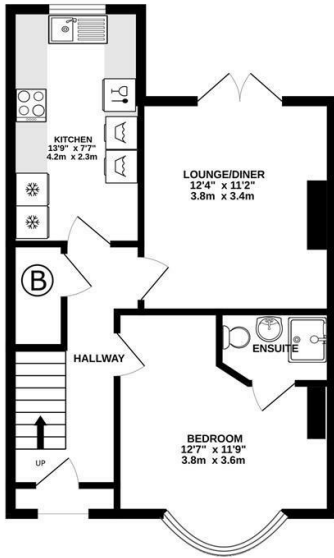 KITCHEN
13'9" x 7'7"
4.2m x 2.3m
LOUNGE/DINER
12'4" x 11'2"
3.8m x 3.4m
B
HALLWAY
ENSUITE
BEDROOM
12'7" x 11'9"
3.8m x 3.6m
UP